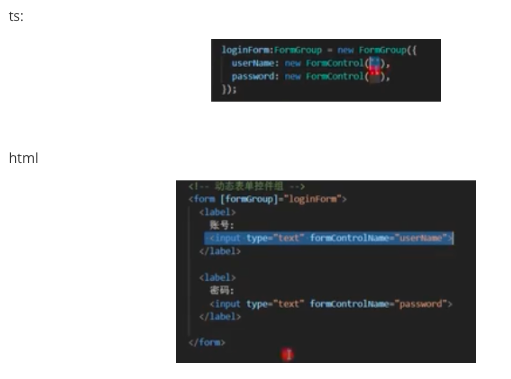 ts:
loginForm:FormGroup = new FormGroup({
userName: new FormControl(''),
password: new FormControl(''),
});
html
<!-- 动态表单控件组 -->
<form [formGroup]="loginForm">
<label>
账号:
<input type="text" formControlName="userName">
</label>
<label>
密码:
<input type="text" formControlName="password">
</label>
</form>